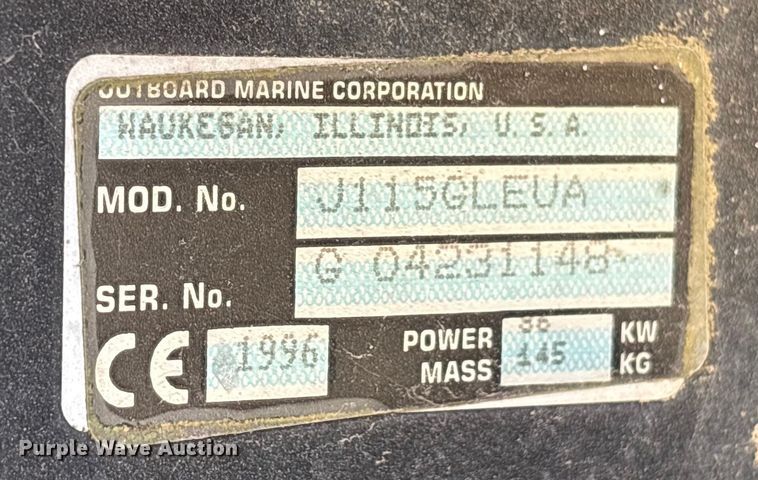 OUTBOARD MARINE CORPORATION
WAUKEGAN, ILLINOIS, U.S.A.
MOD. No. J115GLEUA
SER. No. G 04231148
CE 1996
POWER KW
MASS 145 KG
Purple Wave Auction